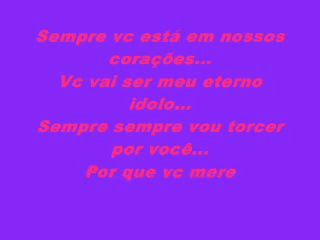 Sempre vc está em nossos
corações...
Vc vai ser meu eterno
idolo...
Sempre sempre vou torcer
por você...
Por que vc mere